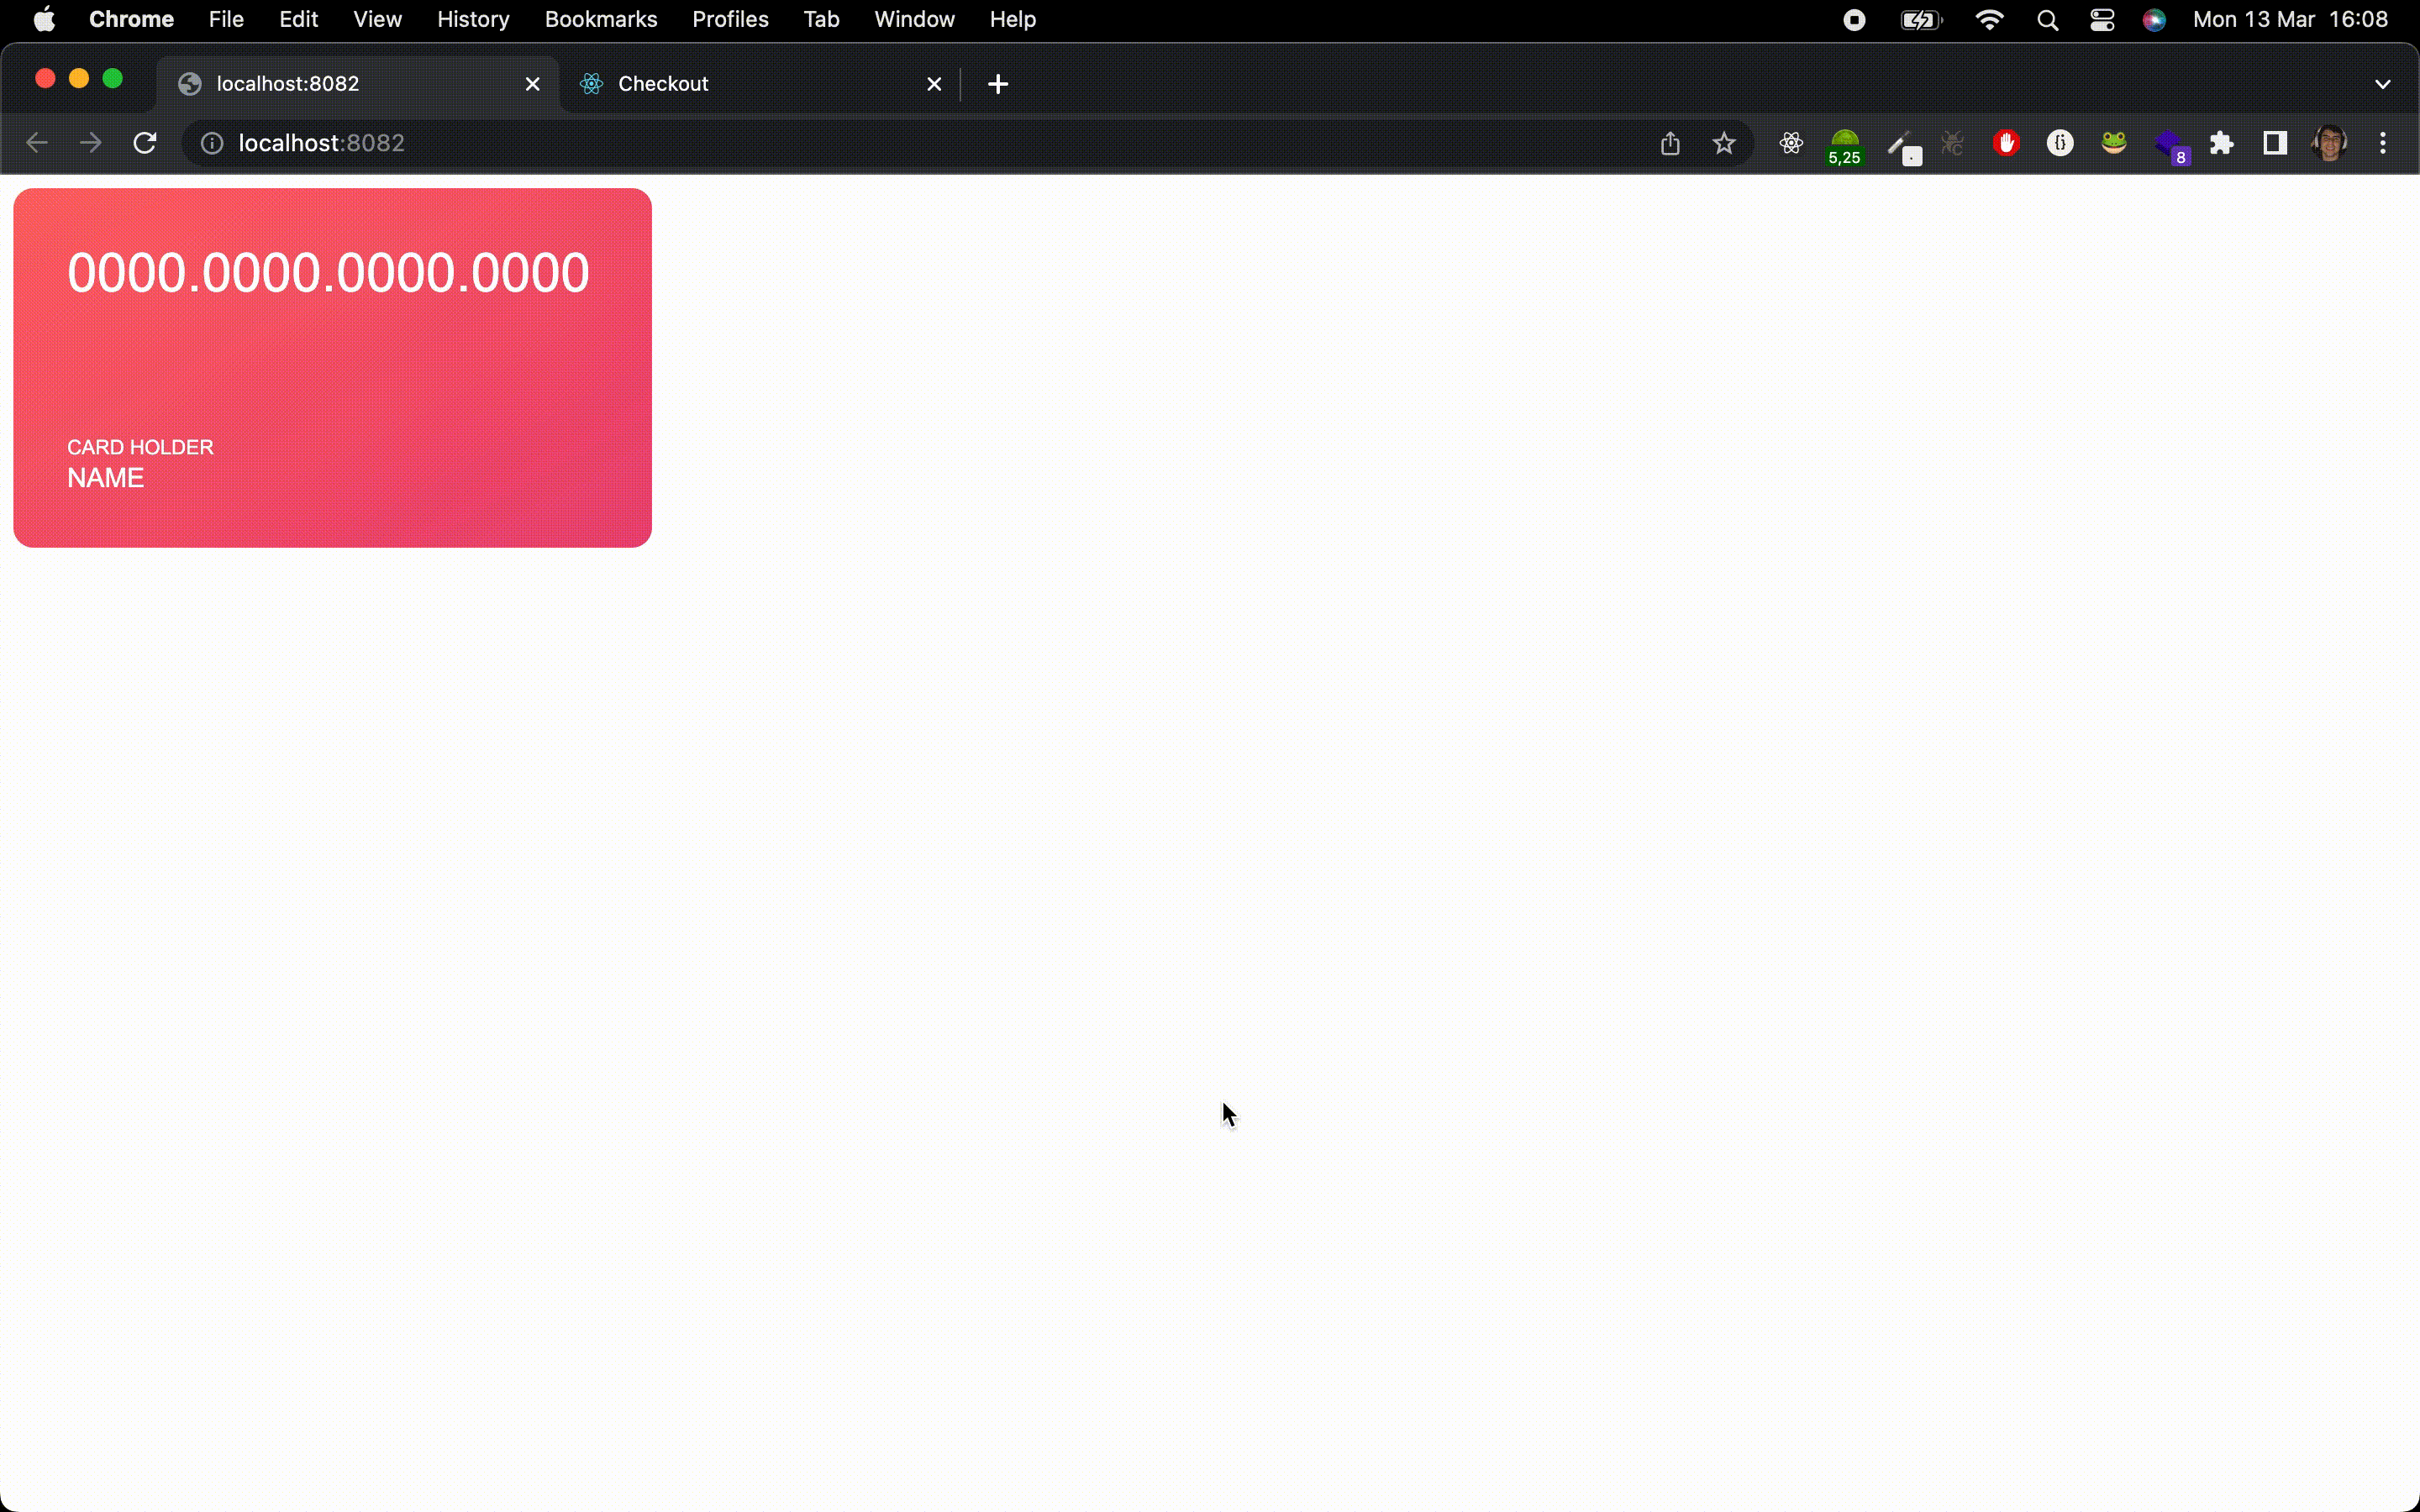 Chrome File Edit View History Bookmarks Profiles Tab Window Help Mon 13 Mar 16:08
localhost:8082 Checkout
localhost:8082 5,25 8
0000.0000.0000.0000
CARD HOLDER
NAME